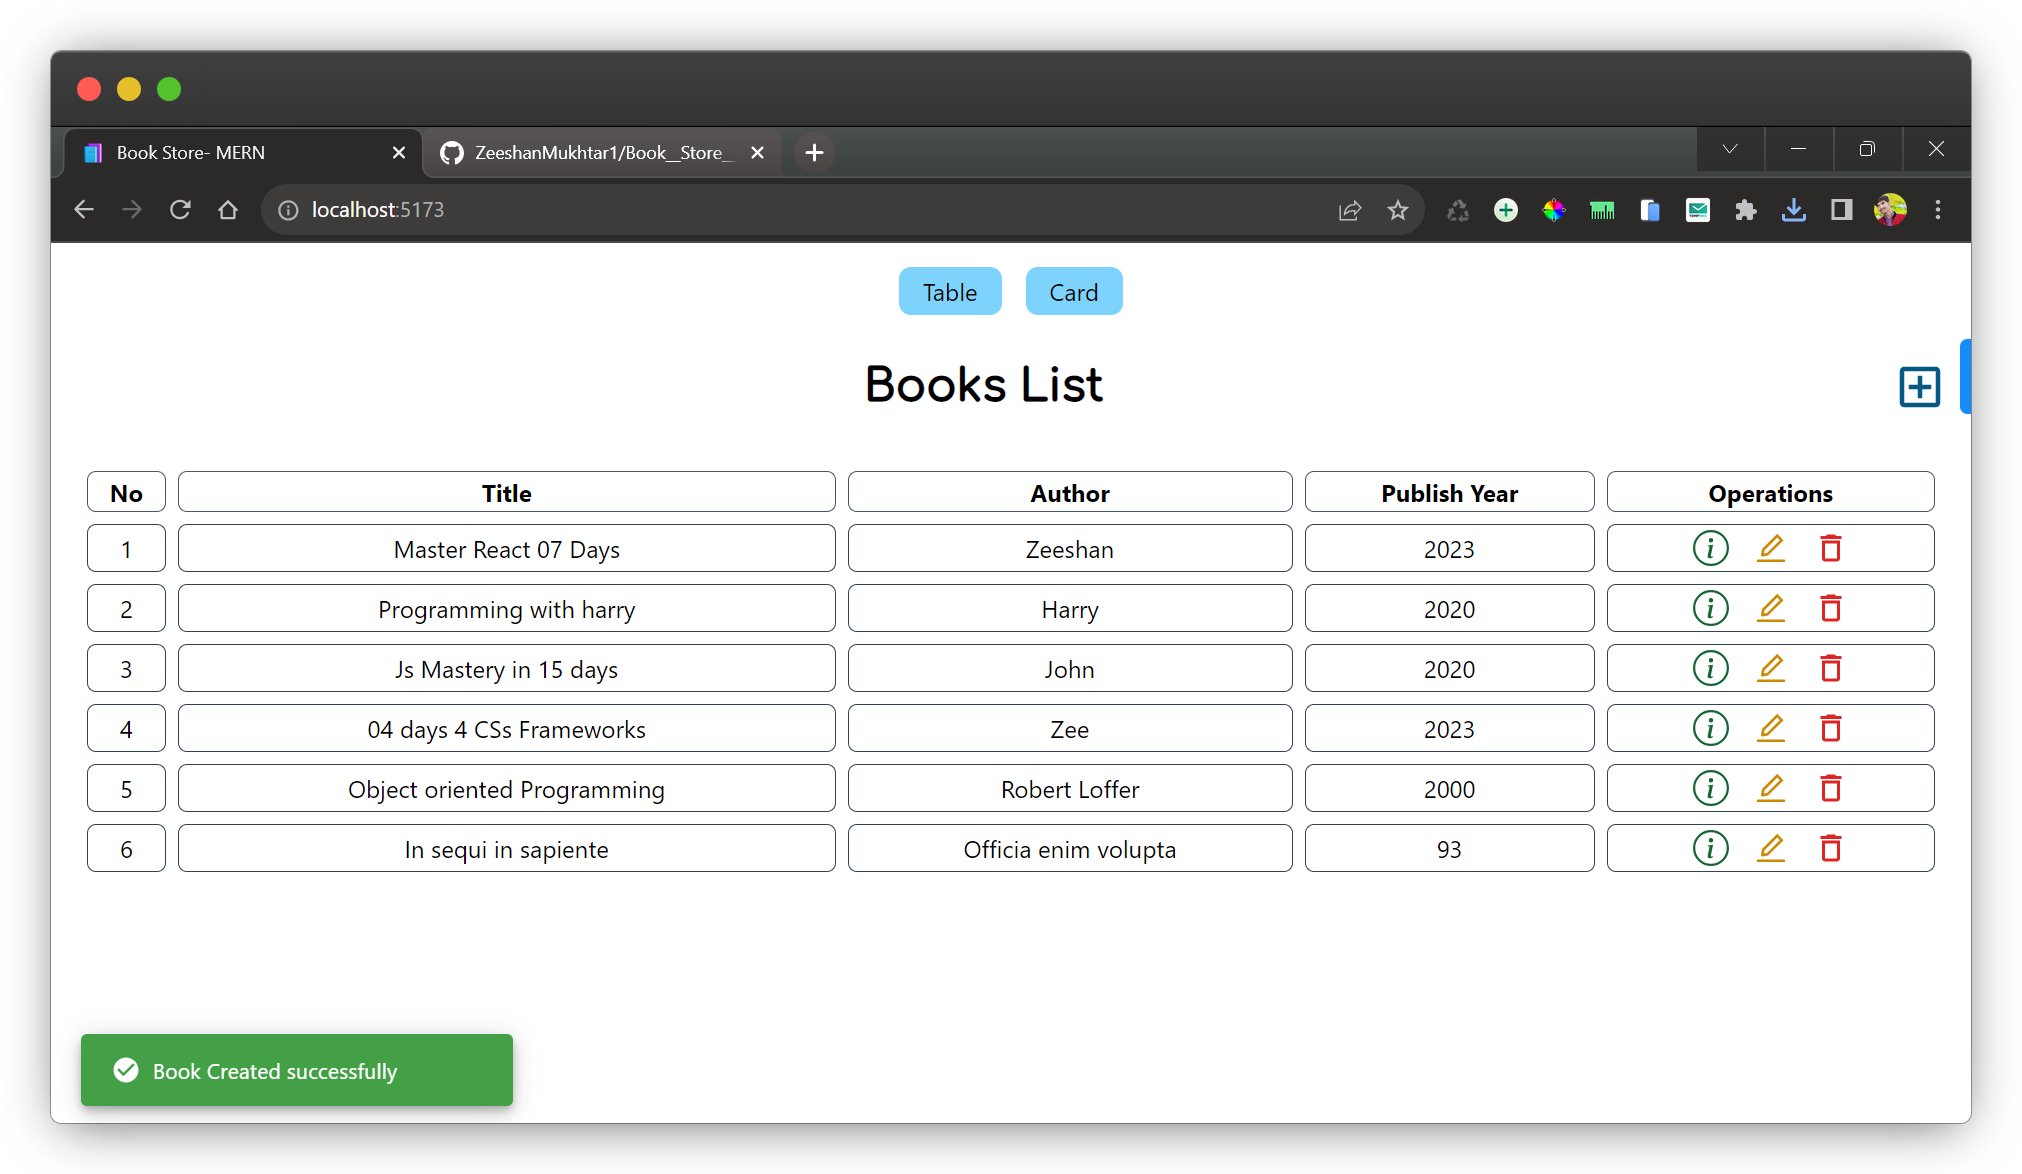 Book Store- MERN
ZeeshanMukhtar1/Book_Store_
localhost:5173
Table Card
Books List
No Title Author Publish Year Operations
1 Master React 07 Days Zeeshan 2023
2 Programming with harry Harry 2020
3 Js Mastery in 15 days John 2020
4 04 days 4 CSs Frameworks Zee 2023
5 Object oriented Programming Robert Loffer 2000
6 In sequi in sapiente Officia enim volupta 93
Book Created successfully